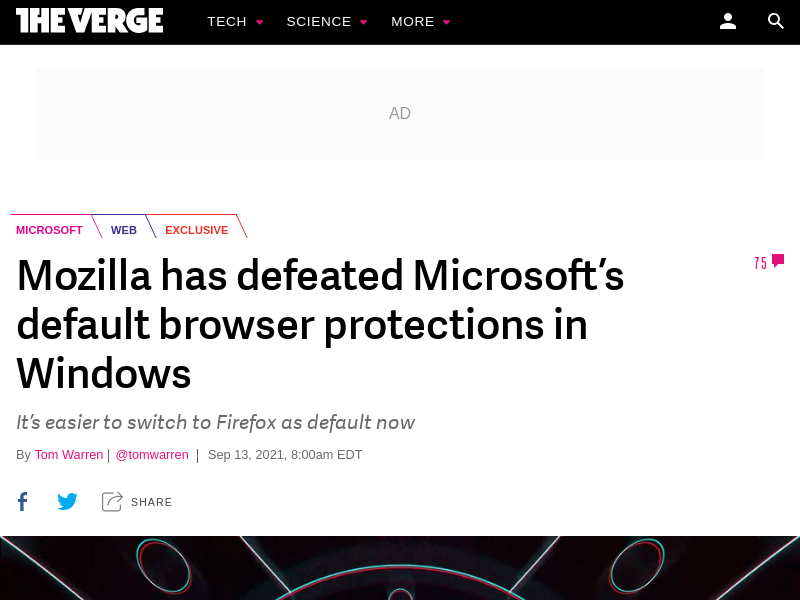 THE VERGE TECH SCIENCE MORE
AD
MICROSOFT WEB EXCLUSIVE
Mozilla has defeated Microsoft’s
default browser protections in
Windows
75
It’s easier to switch to Firefox as default now
By Tom Warren | @tomwarren | Sep 13, 2021, 8:00am EDT
SHARE